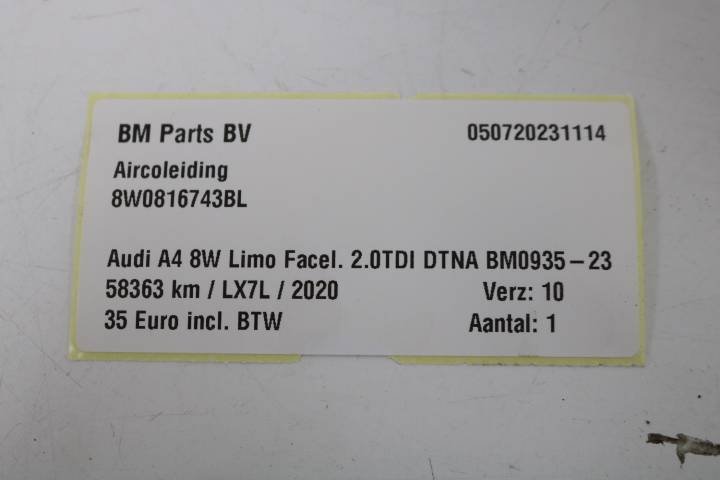 BM Parts BV 050720231114
Aircoleiding
8W0816743BL
Audi A4 8W Limo Facel. 2.0TDI DTNA BM0935-23
58363 km / LX7L / 2020 Verz: 10
35 Euro incl. BTW Aantal: 1